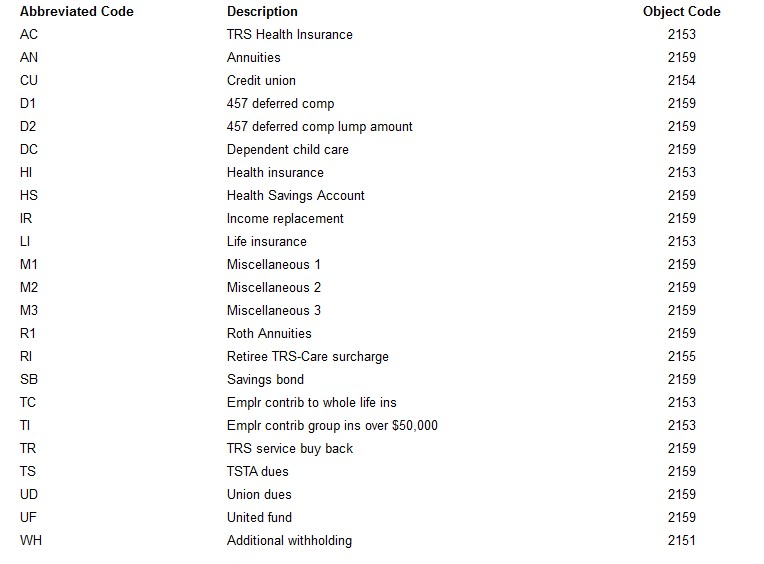 Abbreviated Code Description Object Code
AC TRS Health Insurance 2153
AN Annuities 2159
CU Credit union 2154
D1 457 deferred comp 2159
D2 457 deferred comp lump amount 2159
DC Dependent child care 2159
HI Health insurance 2153
HS Health Savings Account 2159
IR Income replacement 2159
LI Life insurance 2153
M1 Miscellaneous 1 2159
M2 Miscellaneous 2 2159
M3 Miscellaneous 3 2159
R1 Roth Annuities 2159
RI Retiree TRS-Care surcharge 2155
SB Savings bond 2159
TC Emplr contrib to whole life ins 2153
TI Emplr contrib group ins over $50,000 2153
TR TRS service buy back 2159
TS TSTA dues 2159
UD Union dues 2159
UF United fund 2159
WH Additional withholding 2151